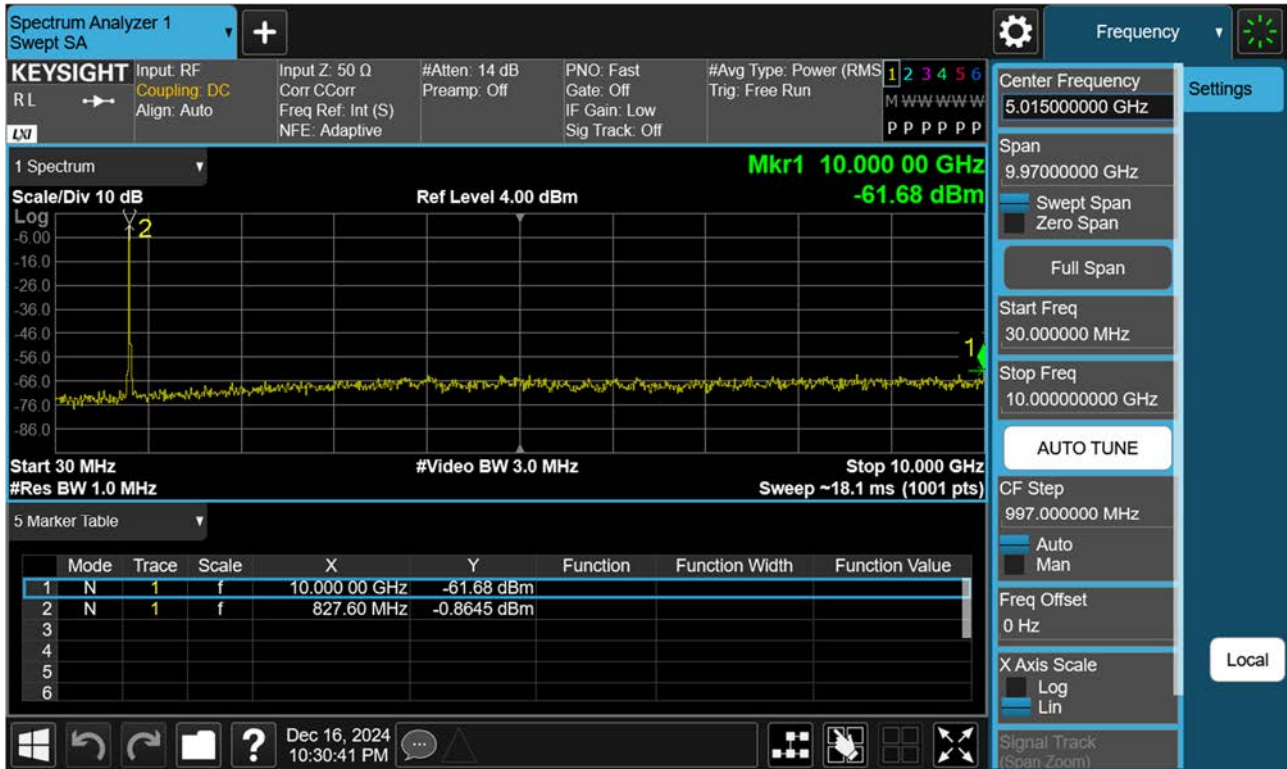 Spectrum Analyzer 1
Swept SA
+
Frequency
KEYSIGHT
RL
LXI
Input: RF
Coupling: DC
Align: Auto
Input Z: 50 Ω
Corr CCorr
Freq Ref: Int (S)
NFE: Adaptive
#Atten: 14 dB
Preamp: Off
PNO: Fast
Gate: Off
IF Gain: Low
Sig Track: Off
#Avg Type: Power (RMS
Trig: Free Run
1 2 3 4 5 6
M W W W W W
P P P P P P
1 Spectrum
Mkr1 10.000 00 GHz
-61.68 dBm
Scale/Div 10 dB
Ref Level 4.00 dBm
Log
2
-6.00
-16.0
-26.0
-36.0
-46.0
1
-56.0
-66.0
-76.0
-86.0
Start 30 MHz
#Video BW 3.0 MHz
Stop 10.000 GHz
#Res BW 1.0 MHz
Sweep ~18.1 ms (1001 pts)
5 Marker Table
Mode Trace Scale X Y Function Function Width Function Value
1 N 1 f 10.000 00 GHz -61.68 dBm
2 N 1 f 827.60 MHz -0.8645 dBm
3
4
5
6
Dec 16, 2024
10:30:41 PM
?
Center Frequency
5.015000000 GHz
Settings
Span
9.97000000 GHz
Swept Span
Zero Span
Full Span
Start Freq
30.000000 MHz
Stop Freq
10.000000000 GHz
AUTO TUNE
CF Step
997.000000 MHz
Auto
Man
Freq Offset
0 Hz
X Axis Scale
Log
Lin
Local
Signal Track
(Span Zoom)